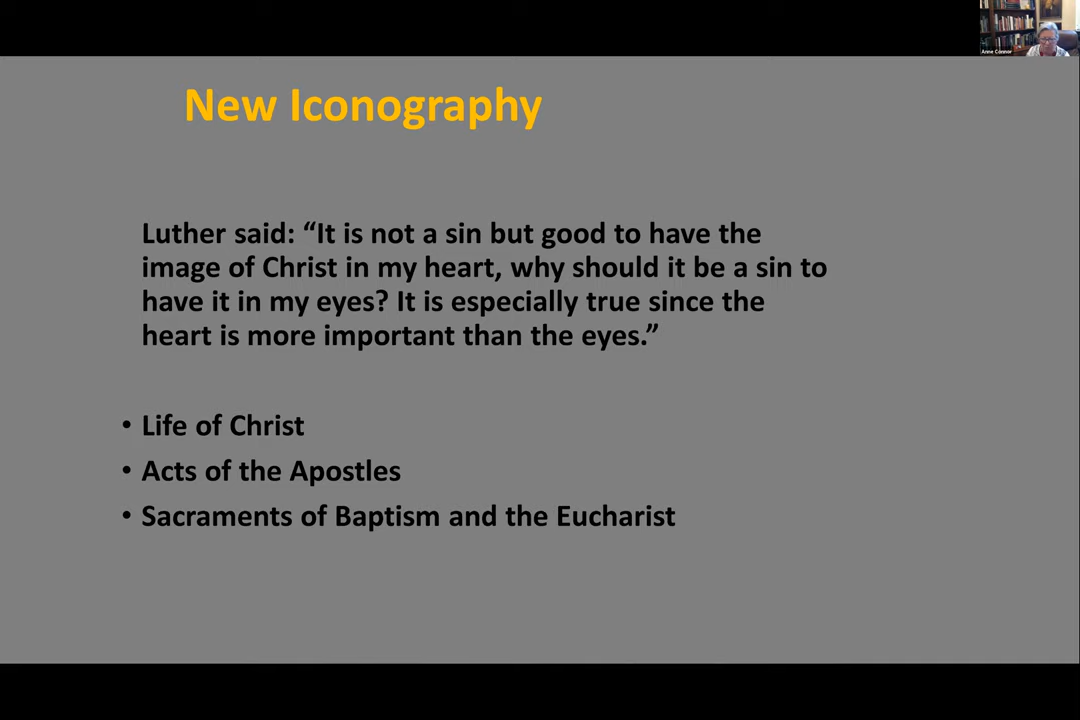 Anne Connor
New Iconography
Luther said: “It is not a sin but good to have the
image of Christ in my heart, why should it be a sin to
have it in my eyes? It is especially true since the
heart is more important than the eyes.”
• Life of Christ
• Acts of the Apostles
• Sacraments of Baptism and the Eucharist